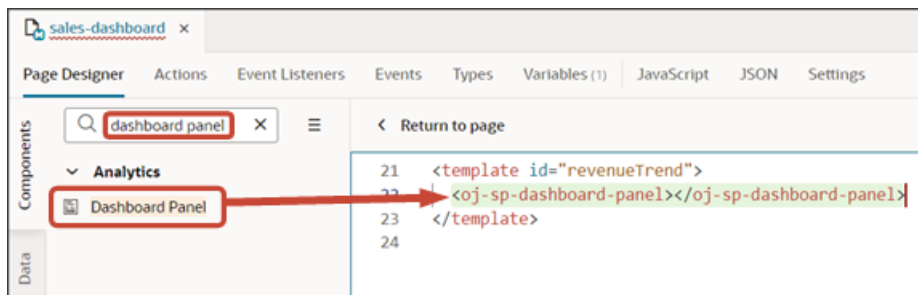 sales-dashboard ×
Page Designer Actions Event Listeners Events Types Variables (1) JavaScript JSON Settings
Components
dashboard panel ×
Analytics
Dashboard Panel
Data
Return to page
21 <template id="revenueTrend">
22 <oj-sp-dashboard-panel></oj-sp-dashboard-panel>
23 </template>
24